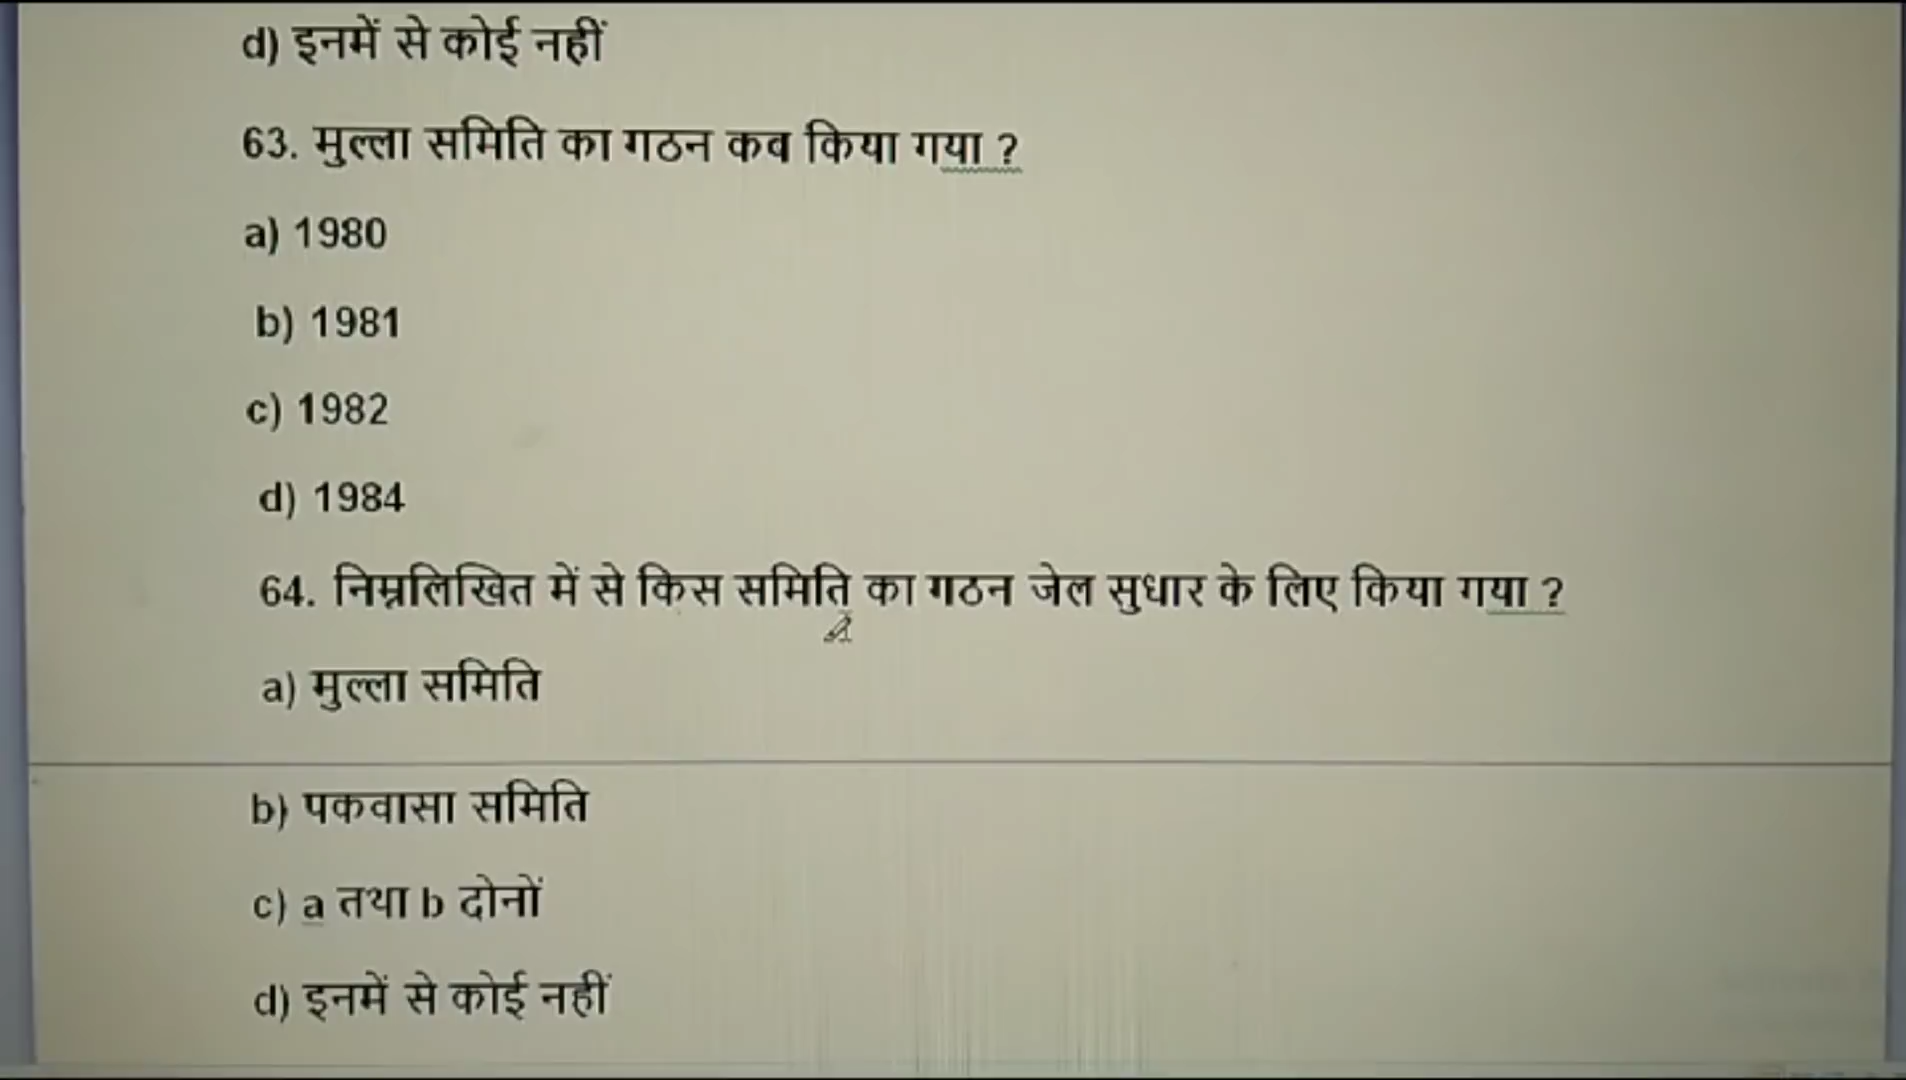 d) इनमें से कोई नहीं
63. मुल्ला समिति का गठन कब किया गया ?
a) 1980
b) 1981
c) 1982
d) 1984
64. निम्नलिखित में से किस समिति का गठन जेल सुधार के लिए किया गया ?
a) मुल्ला समिति
b) पकवासा समिति
c) a तथा b दोनों
d) इनमें से कोई नहीं